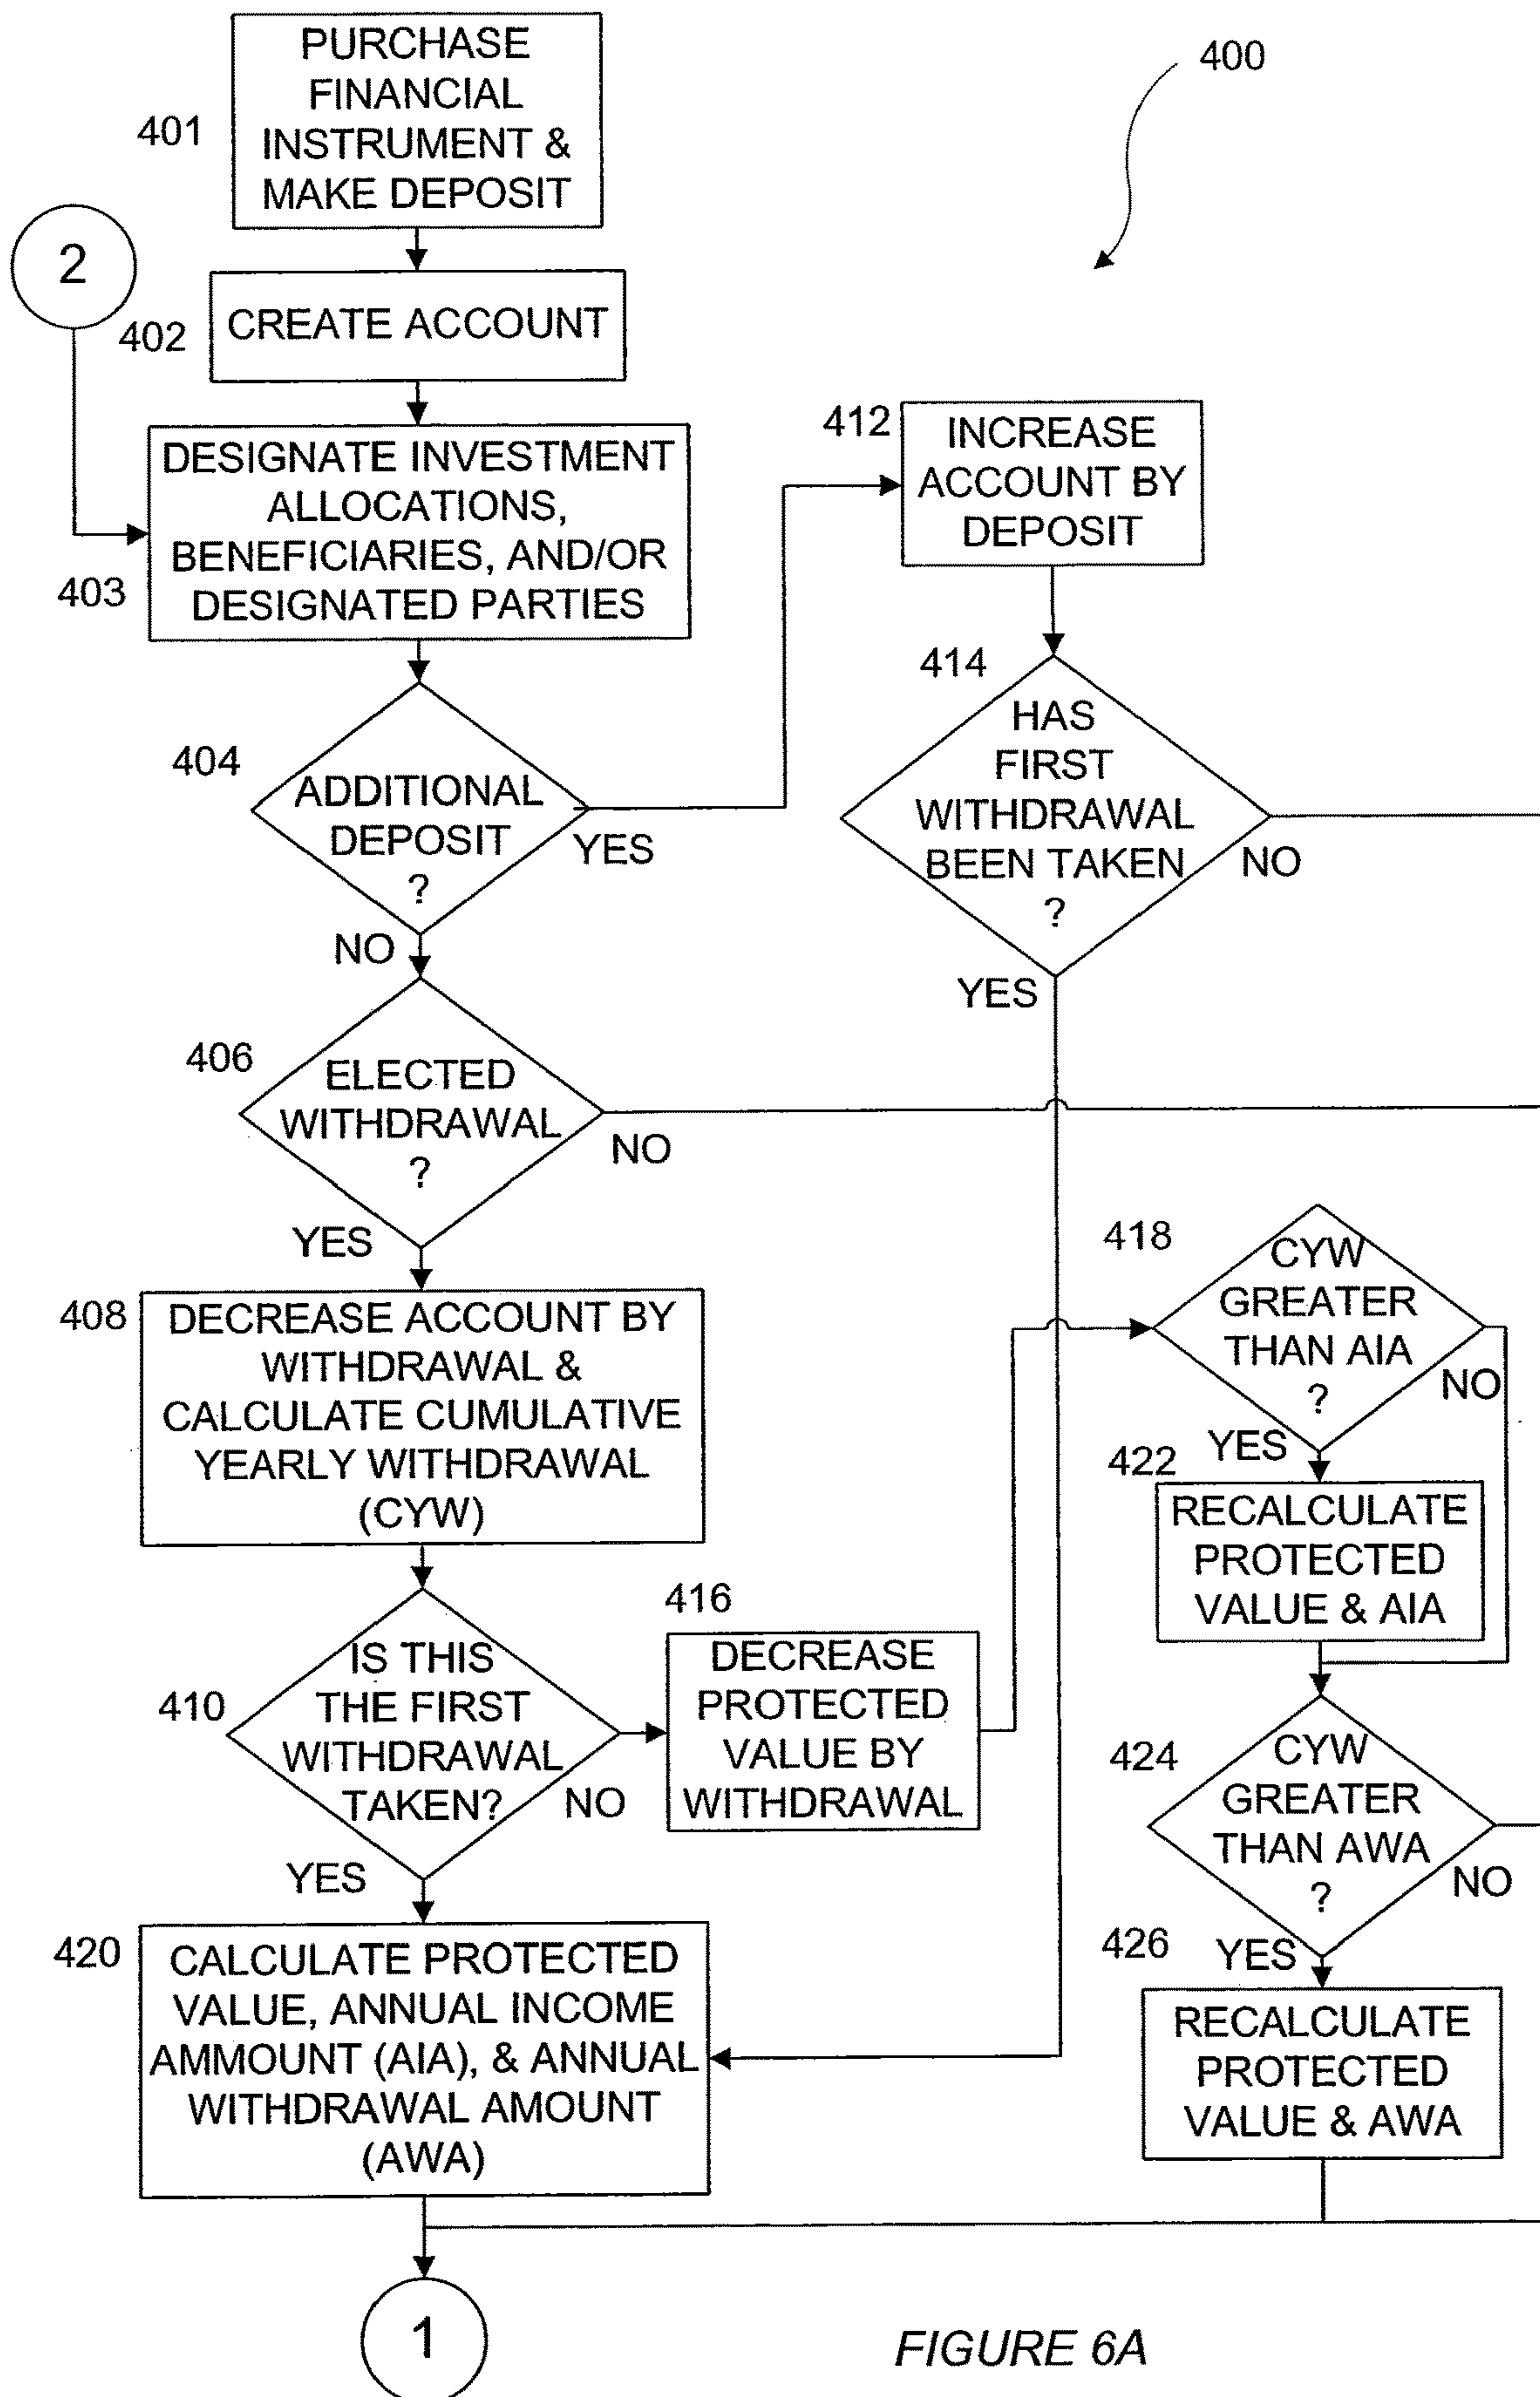 PURCHASE
FINANCIAL
INSTRUMENT &
MAKE DEPOSIT
401
400
2
CREATE ACCOUNT
402
DESIGNATE INVESTMENT
ALLOCATIONS,
BENEFICIARIES, AND/OR
DESIGNATED PARTIES
403
412
INCREASE
ACCOUNT BY
DEPOSIT
404
ADDITIONAL
DEPOSIT
?
YES
NO
414
HAS
FIRST
WITHDRAWAL
BEEN TAKEN
?
NO
YES
406
ELECTED
WITHDRAWAL
?
NO
YES
408
DECREASE ACCOUNT BY
WITHDRAWAL &
CALCULATE CUMULATIVE
YEARLY WITHDRAWAL
(CYW)
410
IS THIS
THE FIRST
WITHDRAWAL
TAKEN?
NO
YES
416
DECREASE
PROTECTED
VALUE BY
WITHDRAWAL
418
CYW
GREATER
THAN AIA
?
NO
YES
422
RECALCULATE
PROTECTED
VALUE & AIA
424
CYW
GREATER
THAN AWA
?
NO
YES
426
RECALCULATE
PROTECTED
VALUE & AWA
420
CALCULATE PROTECTED
VALUE, ANNUAL INCOME
AMMOUNT (AIA), & ANNUAL
WITHDRAWAL AMOUNT
(AWA)
1
FIGURE 6A